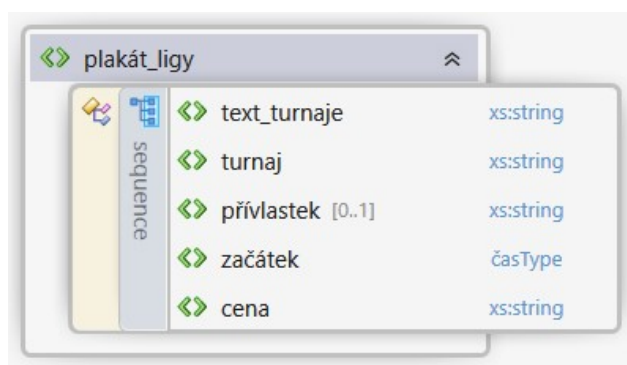 plakát_ligy
sequence
text_turnaje xs:string
turnaj xs:string
přívlastek [0..1] xs:string
začátek časType
cena xs:string